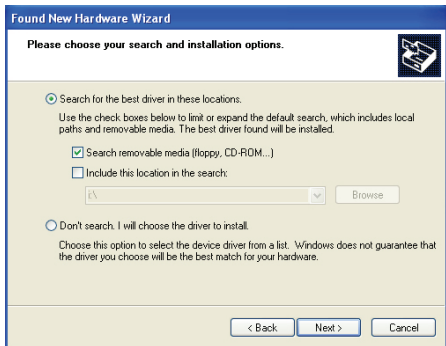 Found New Hardware Wizard
Please choose your search and installation options.
Search for the best driver in these locations.
Use the check boxes below to limit or expand the default search, which includes local
paths and removable media. The best driver found will be installed.
Search removable media (floppy, CD-ROM...)
Include this location in the search:
i:\
Browse
Don't search. I will choose the driver to install.
Choose this option to select the device driver from a list. Windows does not guarantee that
the driver you choose will be the best match for your hardware.
< Back Next > Cancel